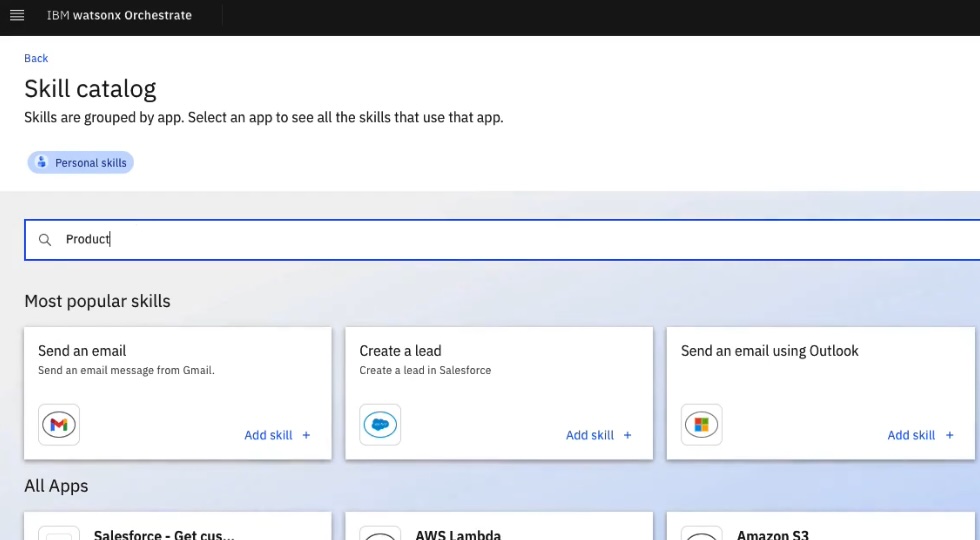 IBM watsonx Orchestrate
Back
Skill catalog
Skills are grouped by app. Select an app to see all the skills that use that app.
Personal skills
Product
Most popular skills
Send an email
Send an email message from Gmail.
Add skill +
Create a lead
Create a lead in Salesforce
Add skill +
Send an email using Outlook
Add skill +
All Apps
Salesforce - Get cus...
AWS Lambda
Amazon S3